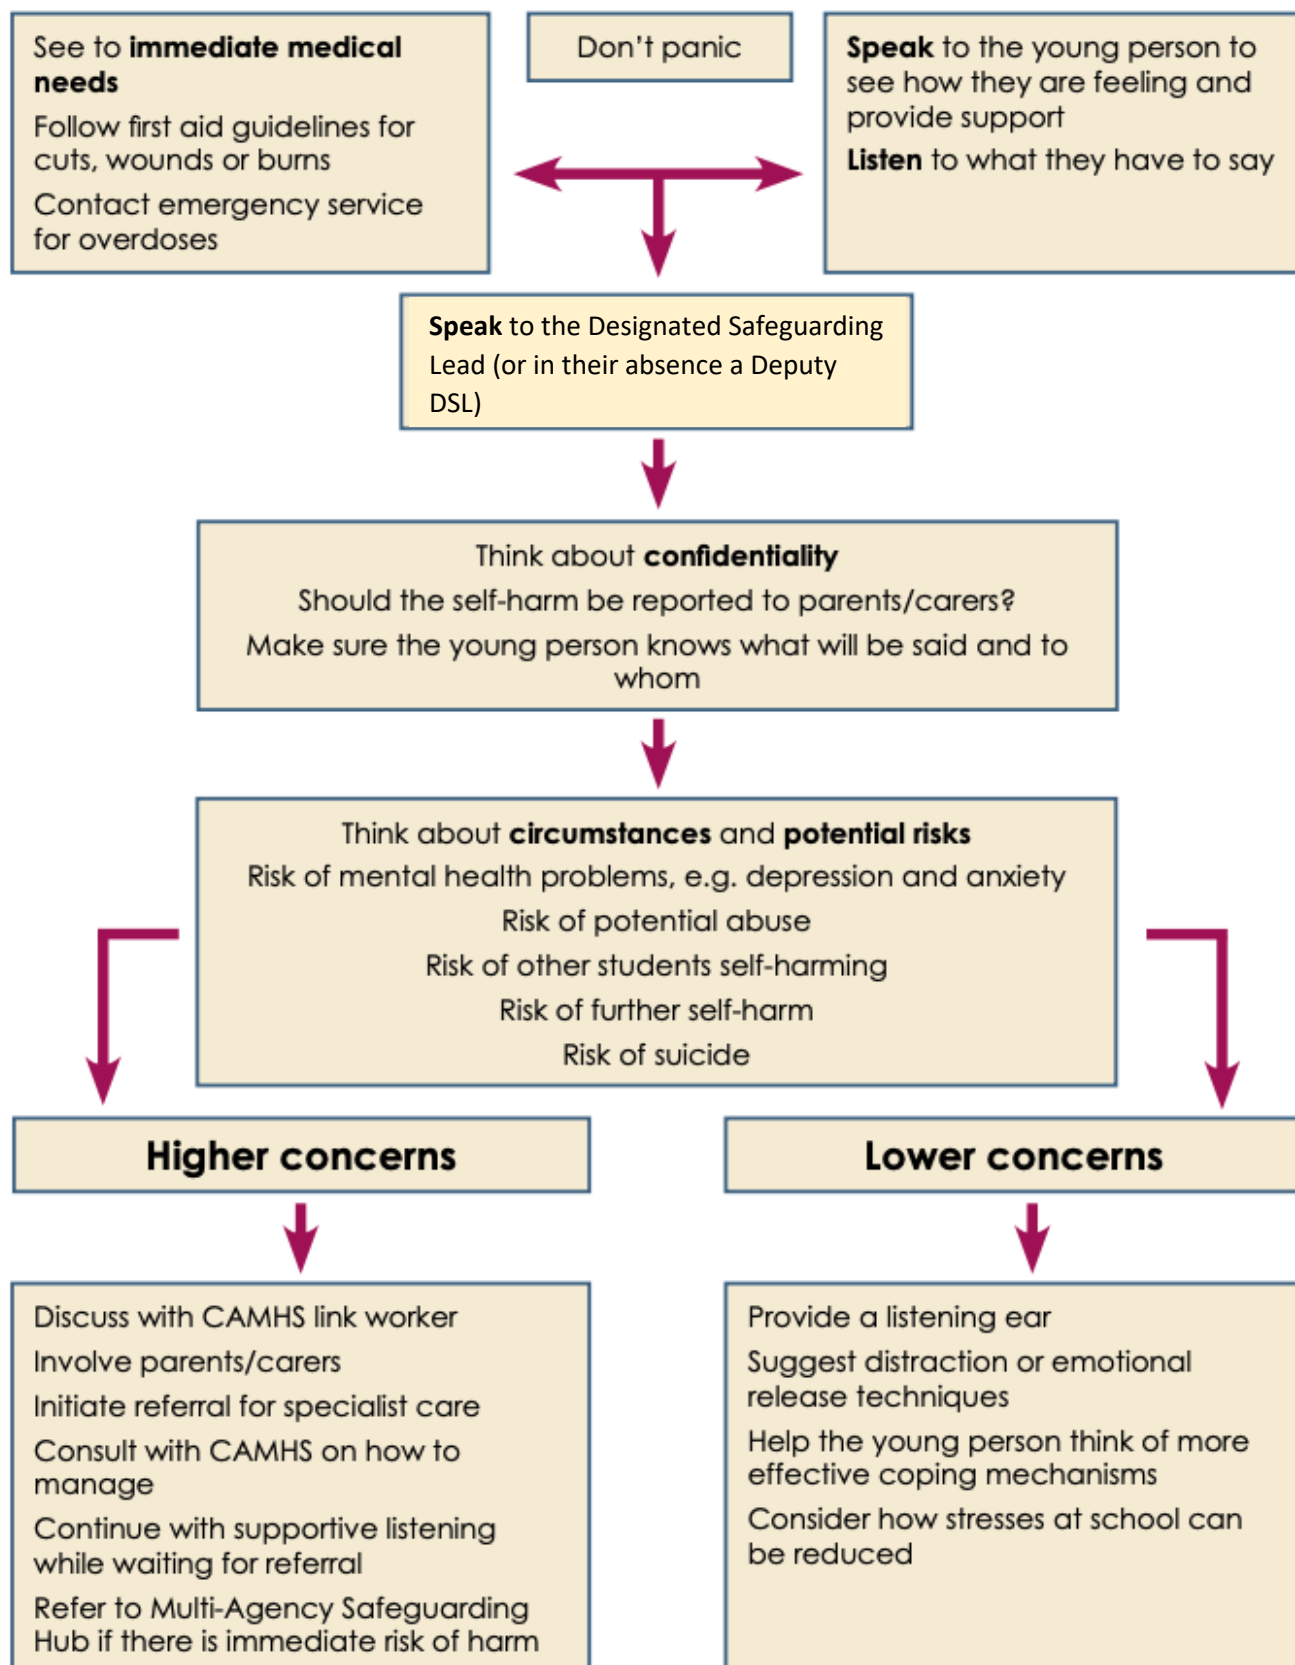 See to immediate medical
needs
Follow first aid guidelines for
cuts, wounds or burns
Contact emergency service
for overdoses
Don't panic
Speak to the young person to
see how they are feeling and
provide support
Listen to what they have to say
Speak to the Designated Safeguarding
Lead (or in their absence a Deputy
DSL)
Think about confidentiality
Should the self-harm be reported to parents/carers?
Make sure the young person knows what will be said and to
whom
Think about circumstances and potential risks
Risk of mental health problems, e.g. depression and anxiety
Risk of potential abuse
Risk of other students self-harming
Risk of further self-harm
Risk of suicide
Higher concerns
Discuss with CAMHS link worker
Involve parents/carers
Initiate referral for specialist care
Consult with CAMHS on how to
manage
Continue with supportive listening
while waiting for referral
Refer to Multi-Agency Safeguarding
Hub if there is immediate risk of harm
Lower concerns
Provide a listening ear
Suggest distraction or emotional
release techniques
Help the young person think of more
effective coping mechanisms
Consider how stresses at school can
be reduced